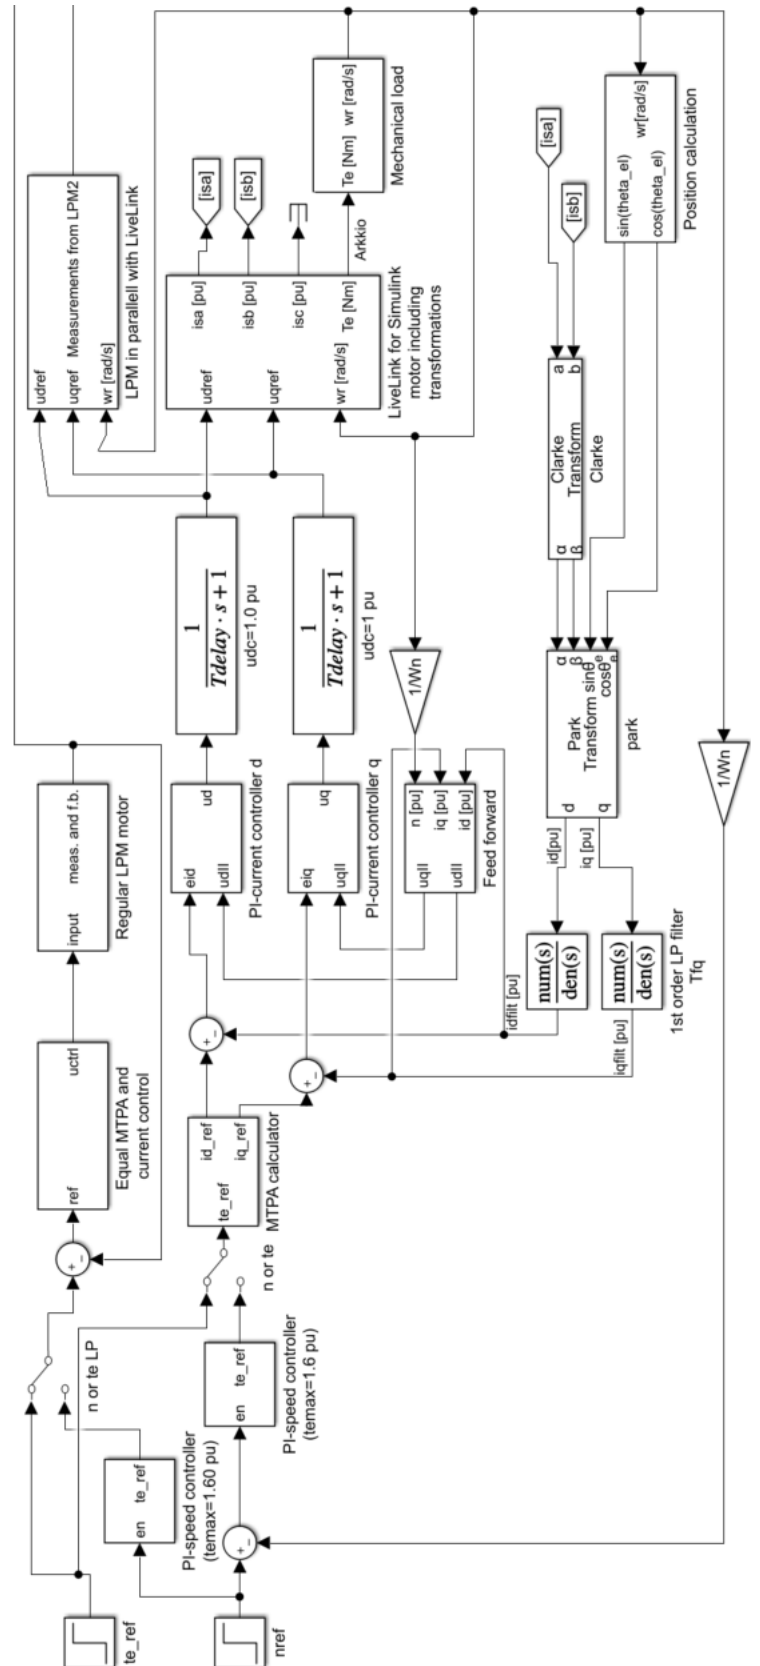 te_ref
nref
n or te LP
PI-speed controller
(temax=1.60 pu)
en
te_ref
PI-speed controller
(temax=1.6 pu)
en
te_ref
n or te
+
-
+
-
ref
uctrl
Equal MTPA and
current control
input
meas. and f.b.
Regular LPM motor
te_ref
id_ref
iq_ref
MTPA calculator
+
-
+
-
eid
udll
ud
PI-current controller d
eiq
uqll
uq
PI-current controller q
1
Tdelay · s + 1
udc=1.0 pu
1
Tdelay · s + 1
udc=1 pu
uqll
udll
n [pu]
iq [pu]
id [pu]
Feed forward
1/Wn
udref
uqref
wr [rad/s]
Measurements from LPM2
LPM in parallell with LiveLink
udref
uqref
wr [rad/s]
isa [pu]
isb [pu]
isc [pu]
Te [Nm]
LiveLink for Simulink
motor including
transformations
[isa]
[isb]
Arkkio
Te [Nm]
wr [rad/s]
Mechanical load
idfilt [pu]
iqfilt [pu]
num(s)
den(s)
num(s)
den(s)
1st order LP filter
Tfq
id[pu]
iq [pu]
d
q
Park
Transform
α
β
sinθe
cosθe
park
α
β
Clarke
Transform
a
b
Clarke
[isa]
[isb]
sin(theta_el)
cos(theta_el)
wr[rad/s]
Position calculation
1/Wn